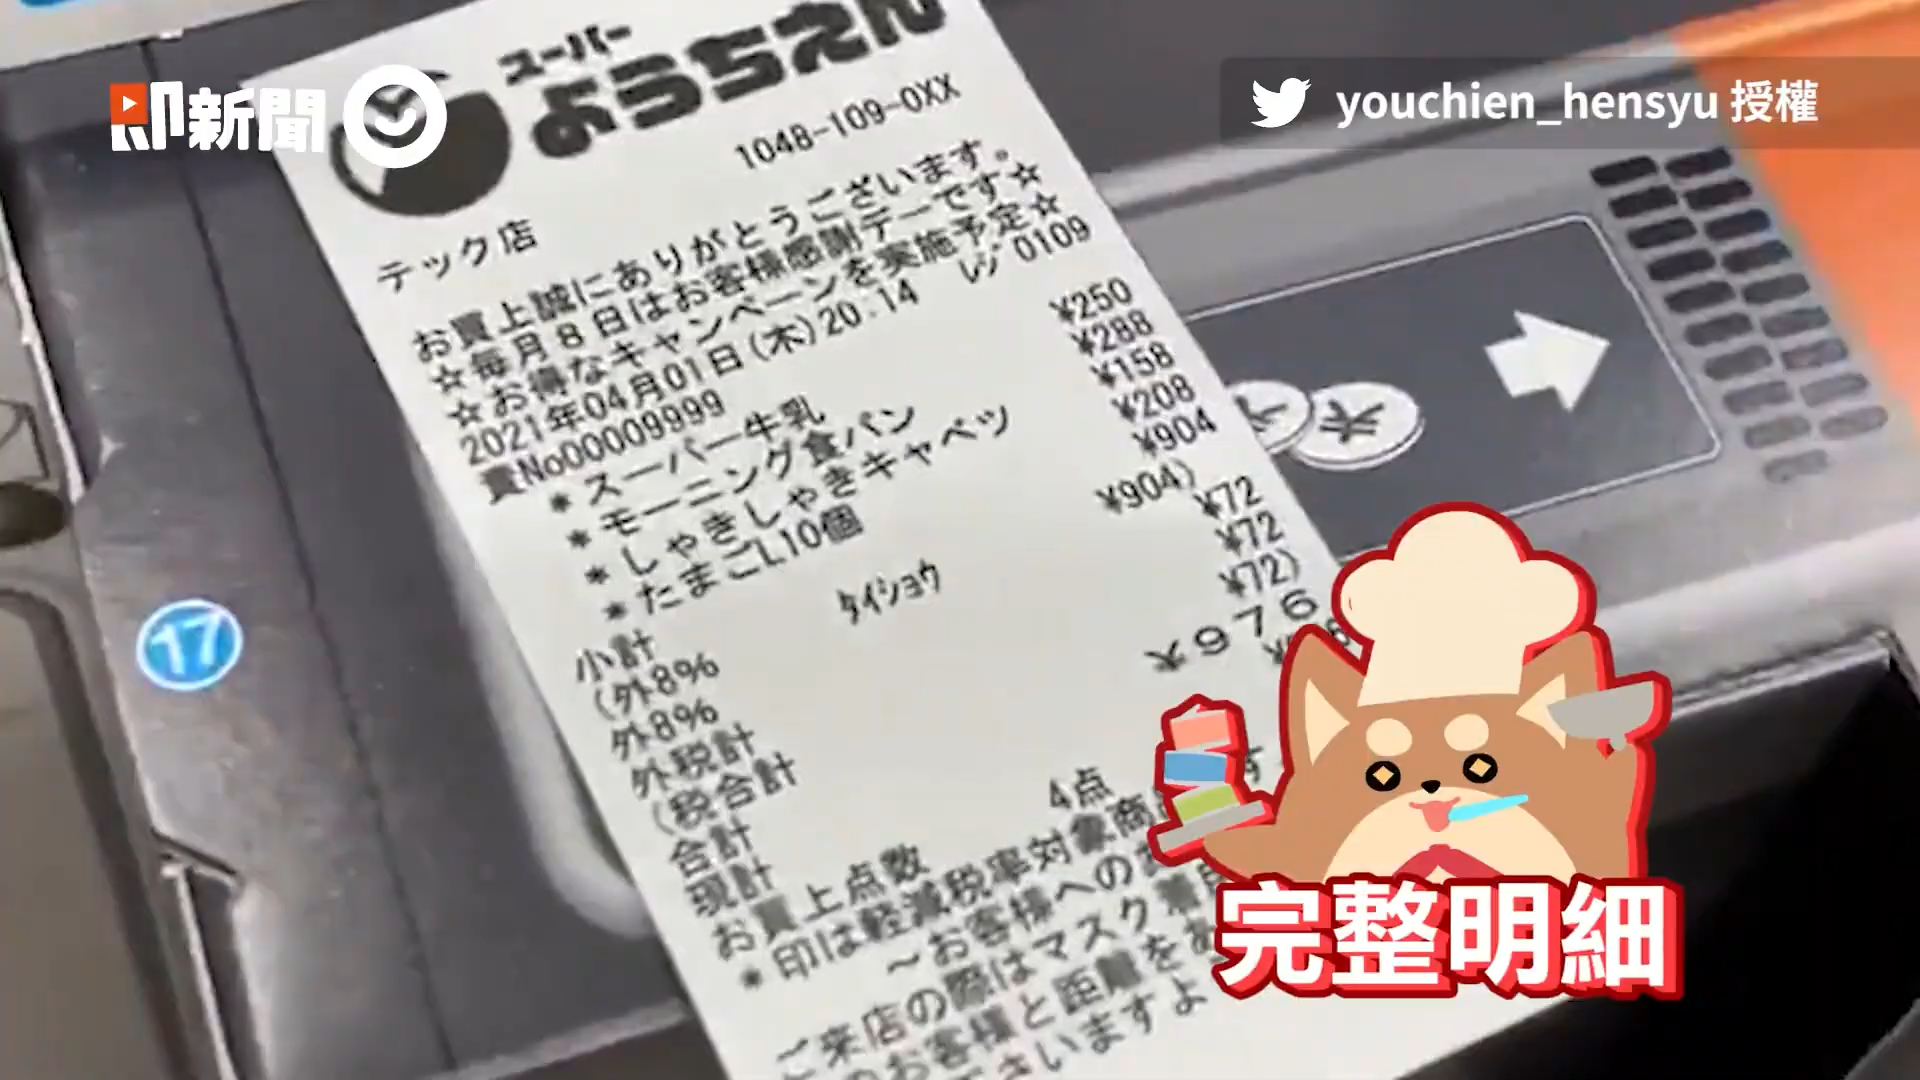 即新聞
youchien_hensyu 授權
スーパー
ようちえん
1048-109-0XX
テック店
お買上誠にありがとうございます。
☆毎月8日はお客様感謝デーです☆
☆お得なキャンペーンを実施予定☆
2021年04月01日(木)20:14 レジ0109
責No00009999
*スーパー牛乳 ¥250
*モーニング食パン ¥288
*しゃきしゃきキャベツ ¥158
*たまごL10個 ¥208
小計 タイショウ ¥904
(外8% ¥904)
外8% ¥72
外税計 ¥72
(税合計 ¥72)
合計 ¥976
現計
お買上点数 4点
*印は軽減税率対象商品 す
~お客様への
ご来店の際はマスク着用
のお客様と距離をあ
さいますよ
17
大
完整明細